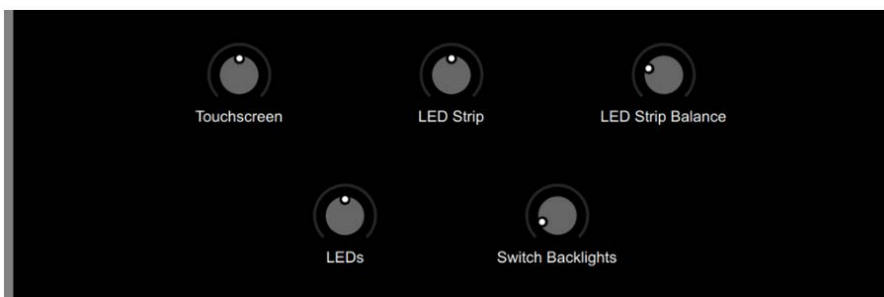 Touchscreen
LED Strip
LED Strip Balance
LEDs
Switch Backlights